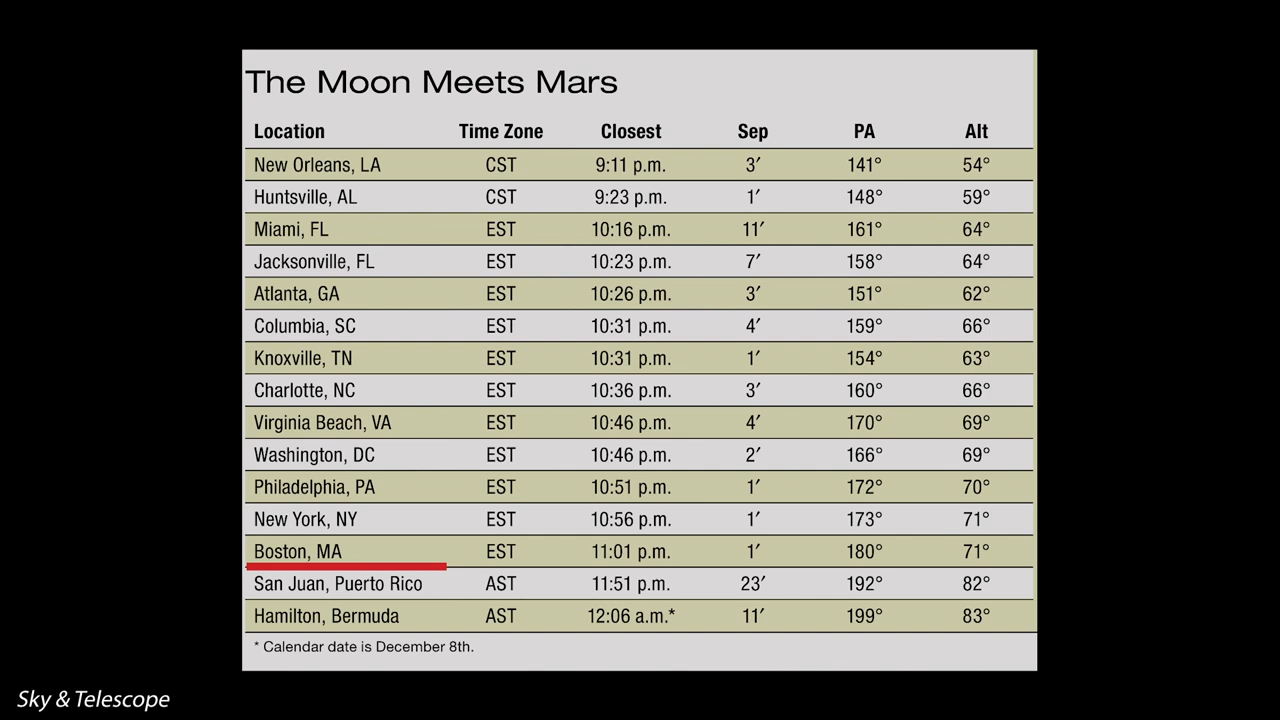 The Moon Meets Mars
Location Time Zone Closest Sep PA Alt
New Orleans, LA CST 9:11 p.m. 3′ 141° 54°
Huntsville, AL CST 9:23 p.m. 1′ 148° 59°
Miami, FL EST 10:16 p.m. 11′ 161° 64°
Jacksonville, FL EST 10:23 p.m. 7′ 158° 64°
Atlanta, GA EST 10:26 p.m. 3′ 151° 62°
Columbia, SC EST 10:31 p.m. 4′ 159° 66°
Knoxville, TN EST 10:31 p.m. 1′ 154° 63°
Charlotte, NC EST 10:36 p.m. 3′ 160° 66°
Virginia Beach, VA EST 10:46 p.m. 4′ 170° 69°
Washington, DC EST 10:46 p.m. 2′ 166° 69°
Philadelphia, PA EST 10:51 p.m. 1′ 172° 70°
New York, NY EST 10:56 p.m. 1′ 173° 71°
Boston, MA EST 11:01 p.m. 1′ 180° 71°
San Juan, Puerto Rico AST 11:51 p.m. 23′ 192° 82°
Hamilton, Bermuda AST 12:06 a.m.* 11′ 199° 83°
* Calendar date is December 8th.
Sky & Telescope